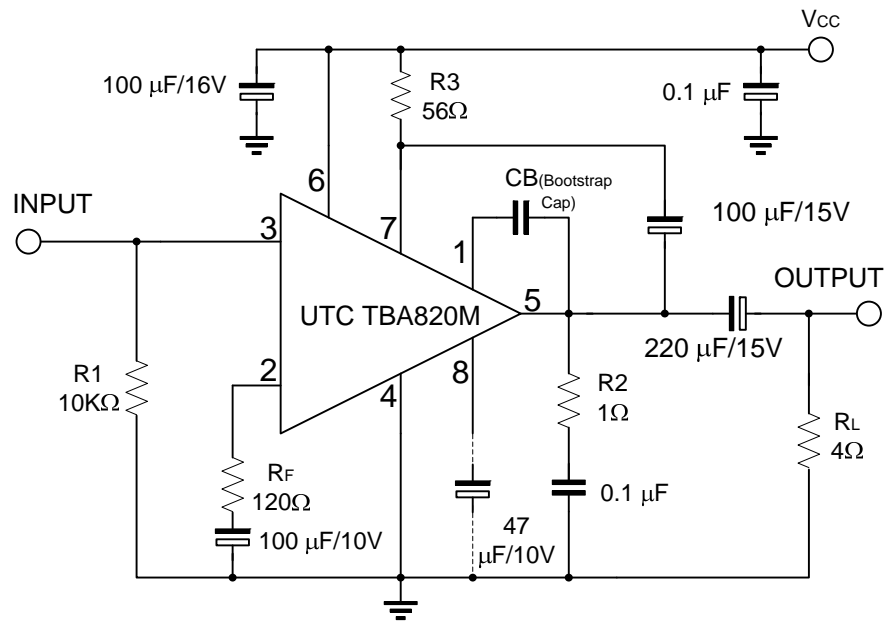 VCC
100 μF/16V
R3
56Ω
0.1 μF
6
7
CB(Bootstrap
Cap)
100 μF/15V
INPUT
3
1
OUTPUT
UTC TBA820M
5
220 μF/15V
R1
10KΩ
2
4
8
R2
1Ω
RL
4Ω
RF
120Ω
100 μF/10V
47
μF/10V
0.1 μF